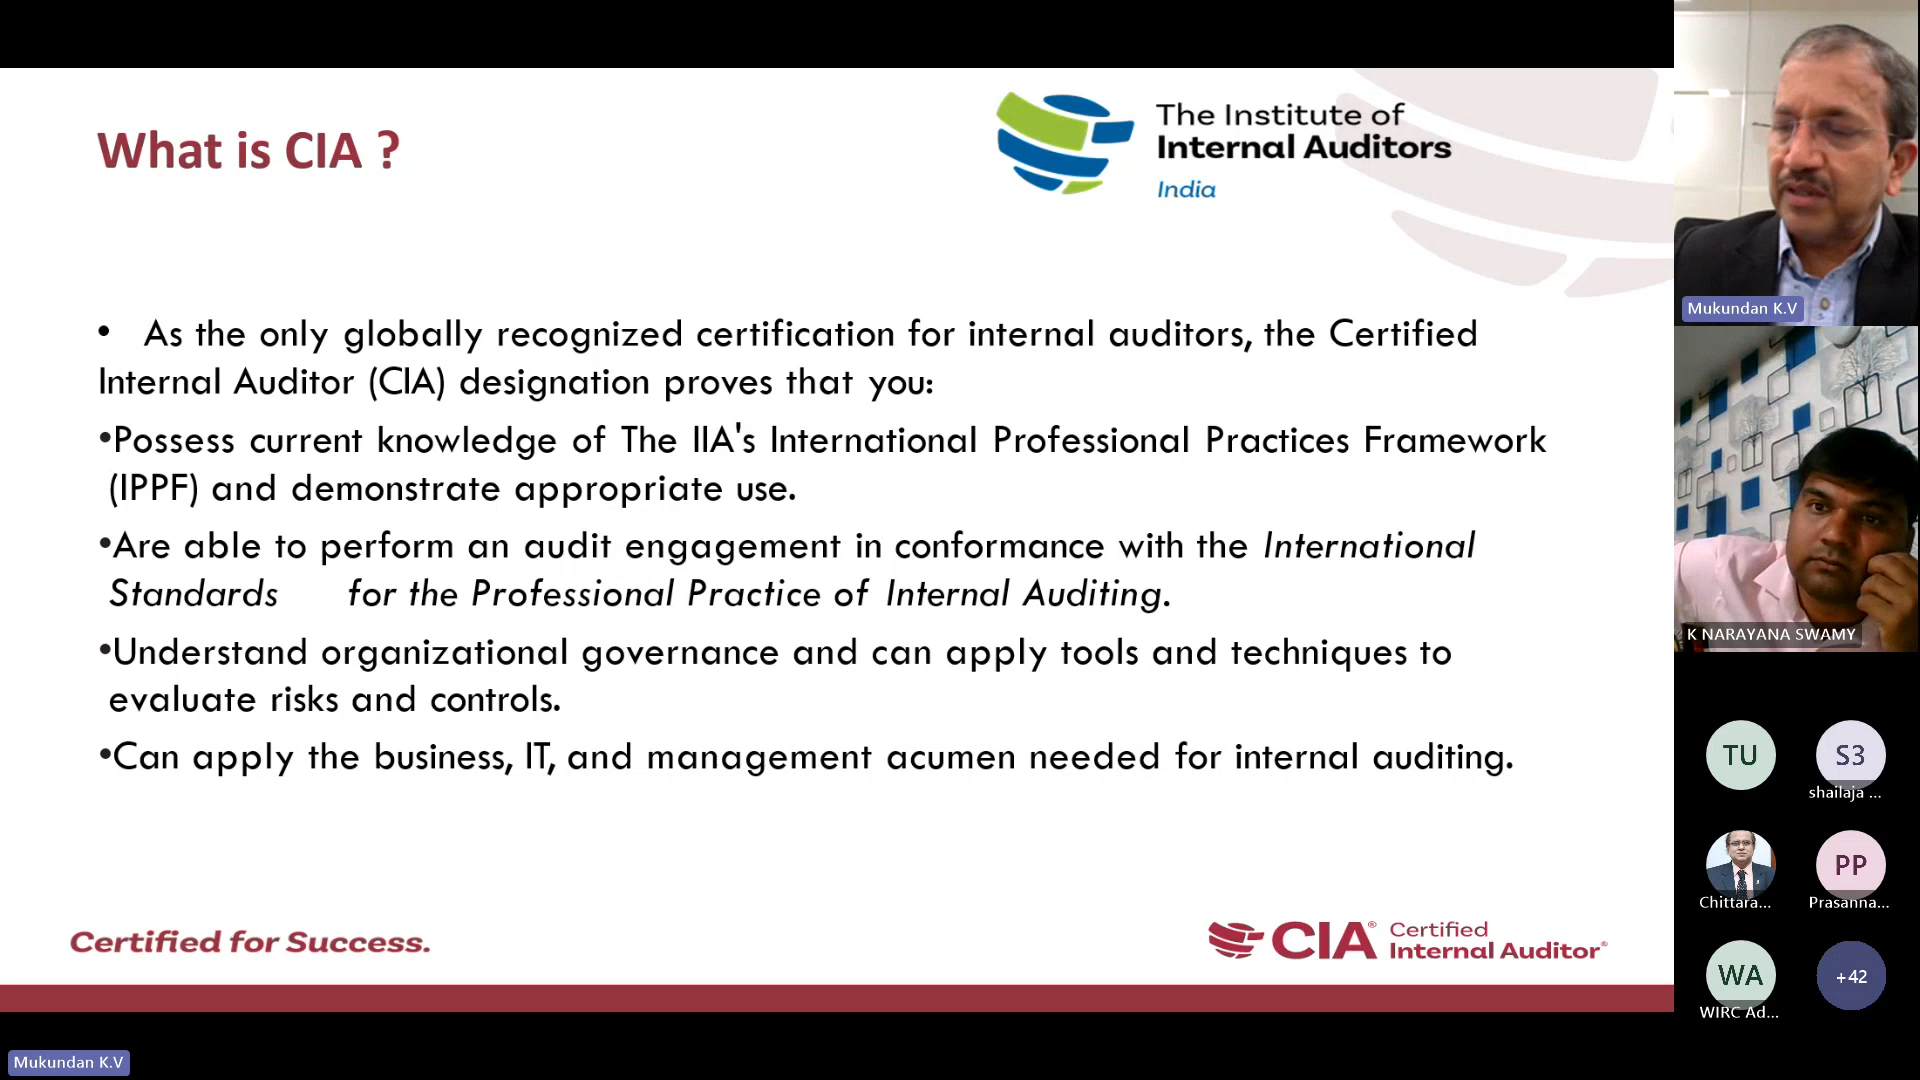 What is CIA ?
The Institute of
Internal Auditors
India
• As the only globally recognized certification for internal auditors, the Certified
Internal Auditor (CIA) designation proves that you:
•Possess current knowledge of The IIA's International Professional Practices Framework
(IPPF) and demonstrate appropriate use.
•Are able to perform an audit engagement in conformance with the International
Standards for the Professional Practice of Internal Auditing.
•Understand organizational governance and can apply tools and techniques to
evaluate risks and controls.
•Can apply the business, IT, and management acumen needed for internal auditing.
Certified for Success.
CIA® Certified
Internal Auditor®
Mukundan K.V
Mukundan K.V
K NARAYANA SWAMY
TU
S3
shailaja ...
Chittara...
PP
Prasanna...
WA
WIRC Ad...
+42